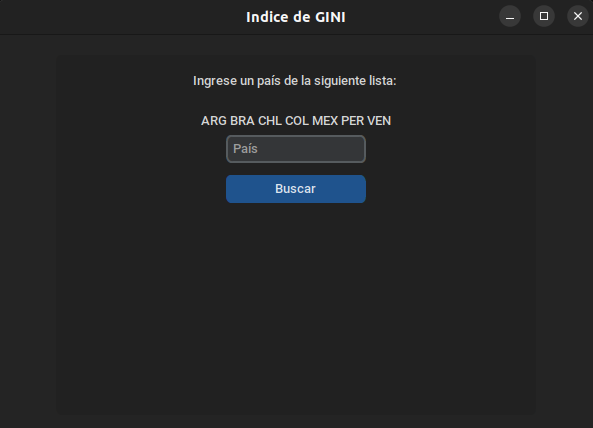 Indice de GINI
Ingrese un país de la siguiente lista:
ARG BRA CHL COL MEX PER VEN
País
Buscar